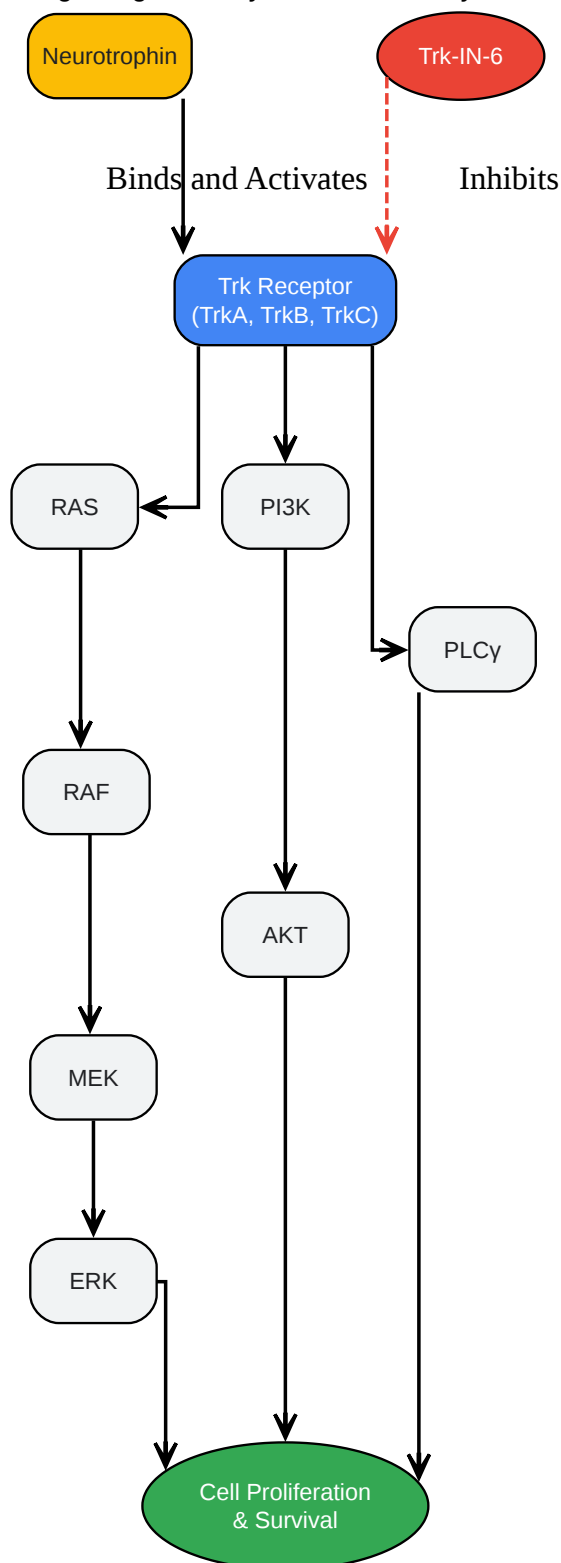 Neurotrophin
Trk-IN-6
Binds and Activates
Inhibits
Trk Receptor
(TrkA, TrkB, TrkC)
RAS
PI3K
PLCγ
RAF
AKT
MEK
ERK
Cell Proliferation
& Survival